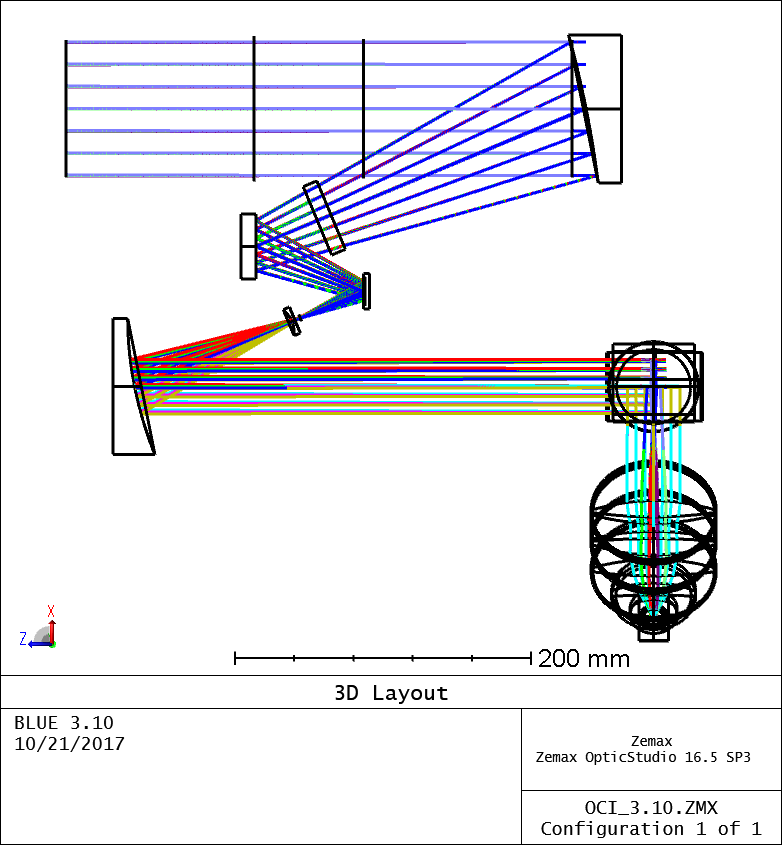 X
Z
200 mm
3D Layout
BLUE 3.10
10/21/2017
Zemax
Zemax OpticStudio 16.5 SP3
OCI_3.10.ZMX
Configuration 1 of 1